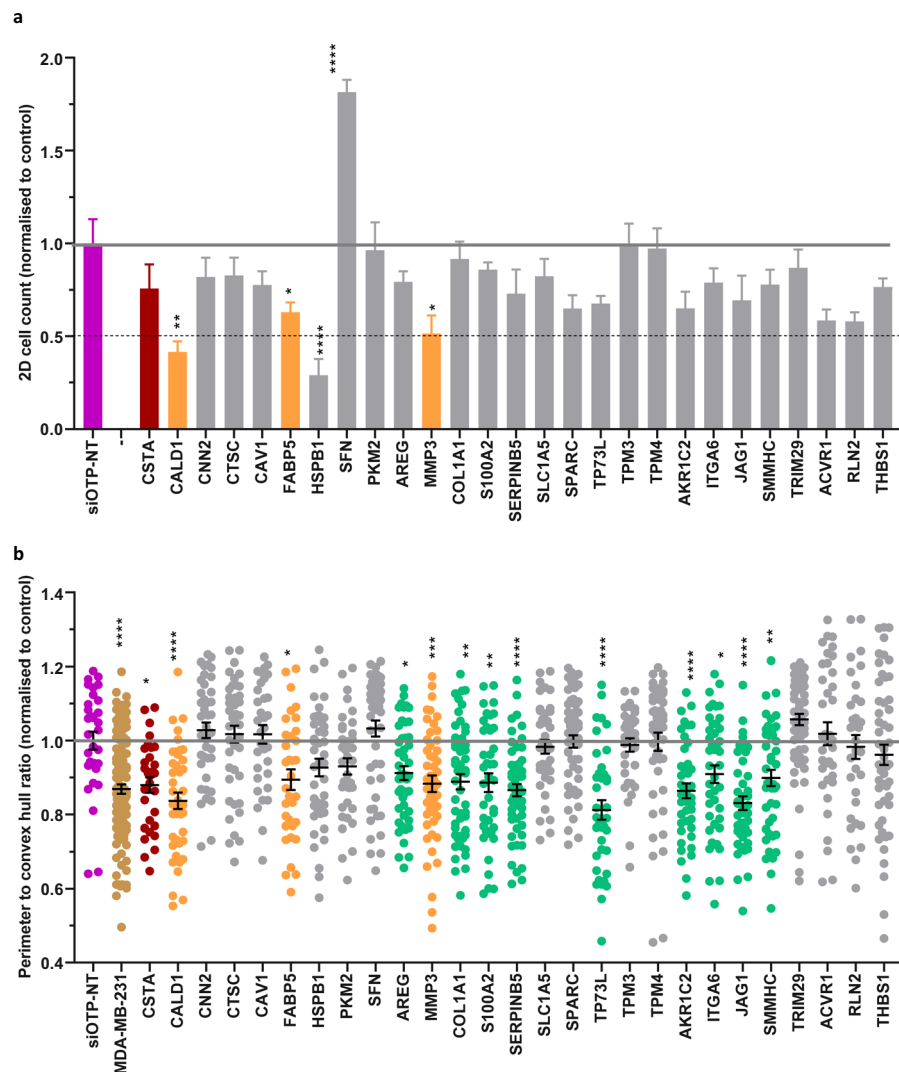 a
2D cell count (normalised to control)
2.0
1.5
1.0
0.5
0.0
****
**
*
****
*
siOTP-NT
--
CSTA
CALD1
CNN2
CTSC
CAV1
FABP5
HSPB1
SFN
PKM2
AREG
MMP3
COL1A1
S100A2
SERPINB5
SLC1A5
SPARC
TP73L
TPM3
TPM4
AKR1C2
ITGA6
JAG1
SMMHC
TRIM29
ACVR1
RLN2
THBS1
b
Perimeter to convex hull ratio (normalised to control)
1.4
1.2
1.0
0.8
0.6
0.4
****
*
****
*
*
***
**
**
****
****
****
*
****
**
siOTP-NT
MDA-MB-231
CSTA
CALD1
CNN2
CTSC
CAV1
FABP5
HSPB1
PKM2
SFN
AREG
MMP3
COL1A1
S100A2
SERPINB5
SLC1A5
SPARC
TP73L
TPM3
TPM4
AKR1C2
ITGA6
JAG1
SMMHC
TRIM29
ACVR1
RLN2
THBS1